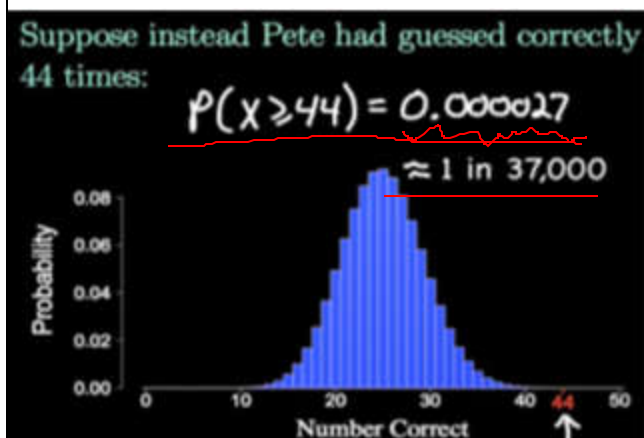 Suppose instead Pete had guessed correctly
44 times:
P(X≥44) = 0.000027
≈ 1 in 37,000
0.08
0.06
0.04
0.02
0.00
Probability
0 10 20 30 40 44 50
Number Correct